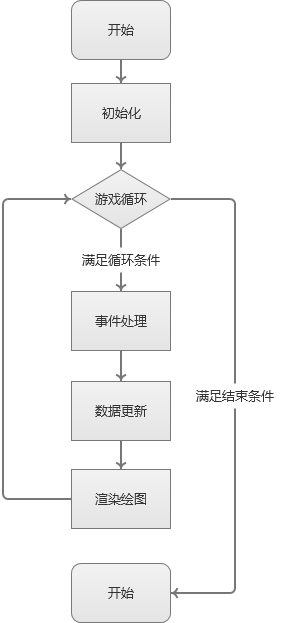 开始
初始化
游戏循环
满足循环条件
事件处理
数据更新
满足结束条件
渲染绘图
开始